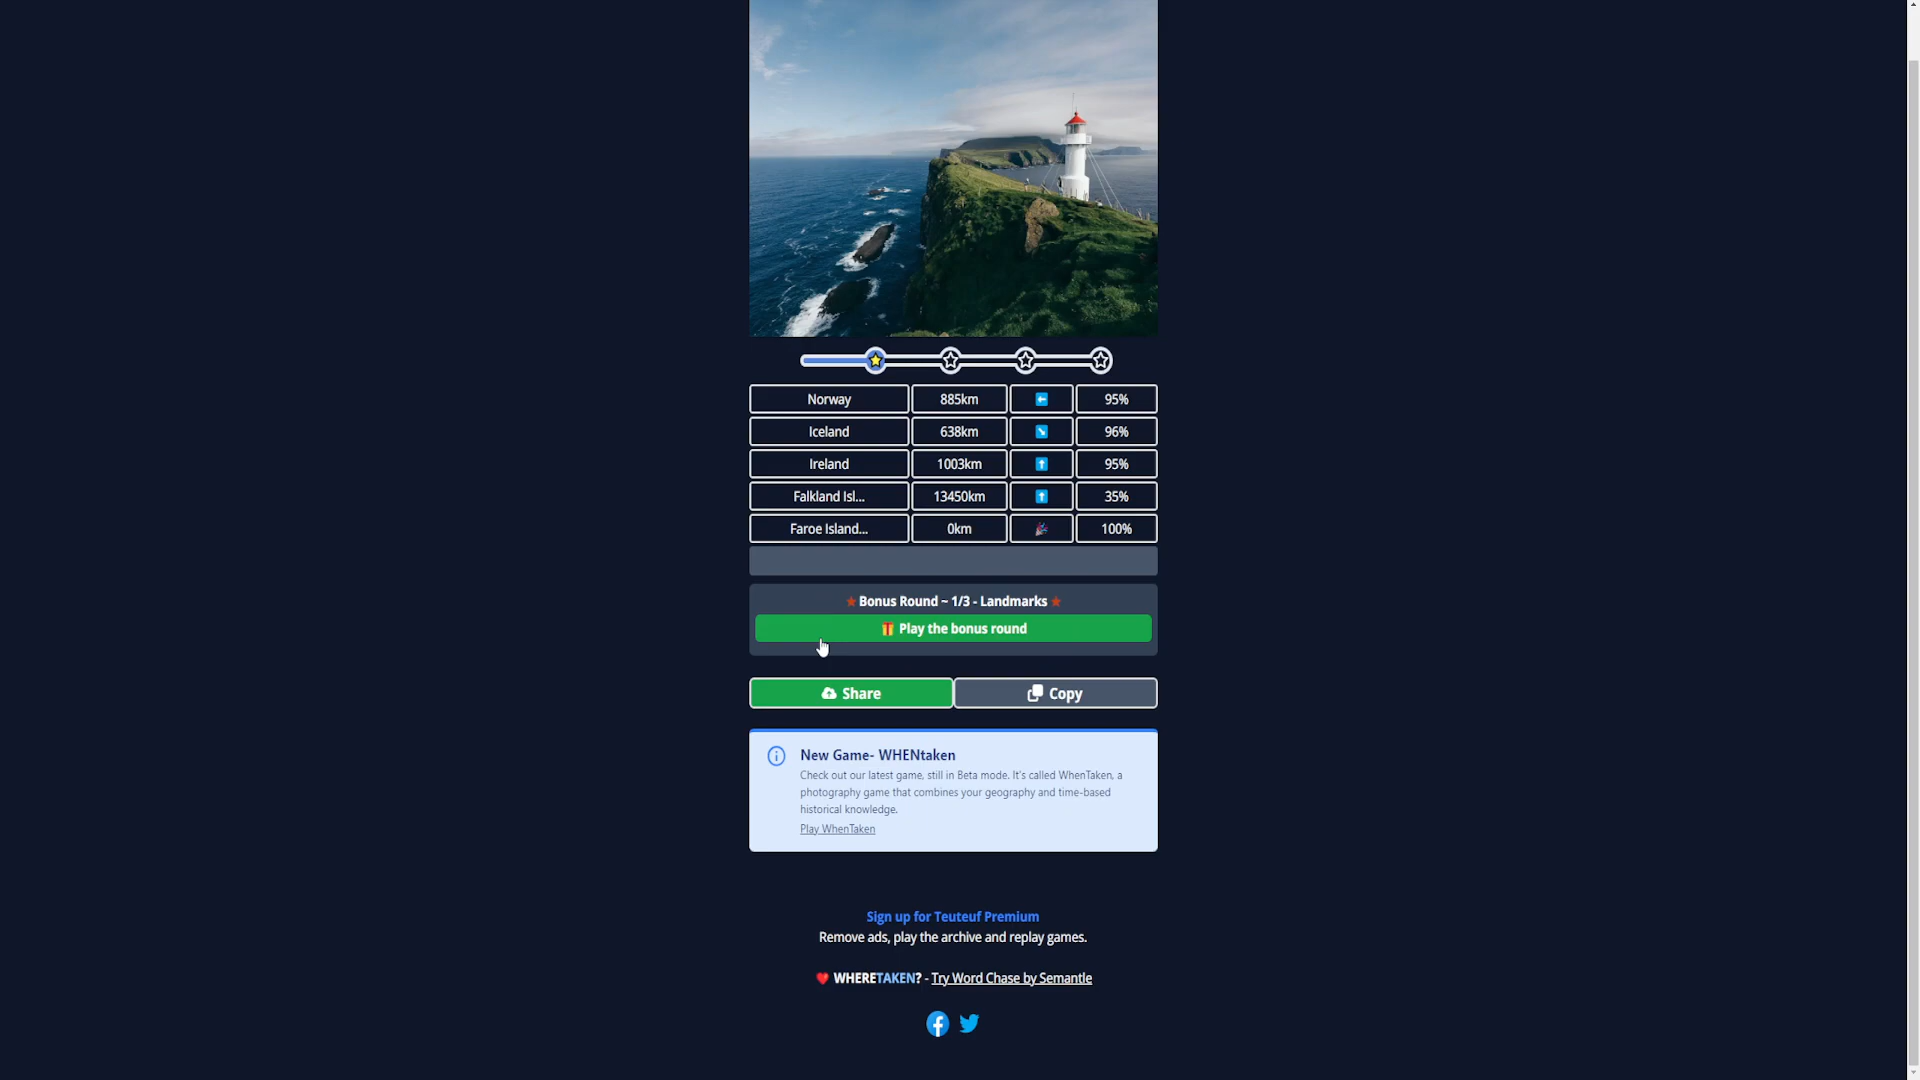 Norway 885km 95%
Iceland 638km 96%
Ireland 1003km 95%
Falkland Isl... 13450km 35%
Faroe Island... 0km 100%
Bonus Round ~ 1/3 - Landmarks
Play the bonus round
Share Copy
New Game- WHENtaken
Check out our latest game, still in Beta mode. It's called WhenTaken, a
photography game that combines your geography and time-based
historical knowledge.
Play WhenTaken
Sign up for Teuteuf Premium
Remove ads, play the archive and replay games.
WHERETAKEN? - Try Word Chase by Semantle